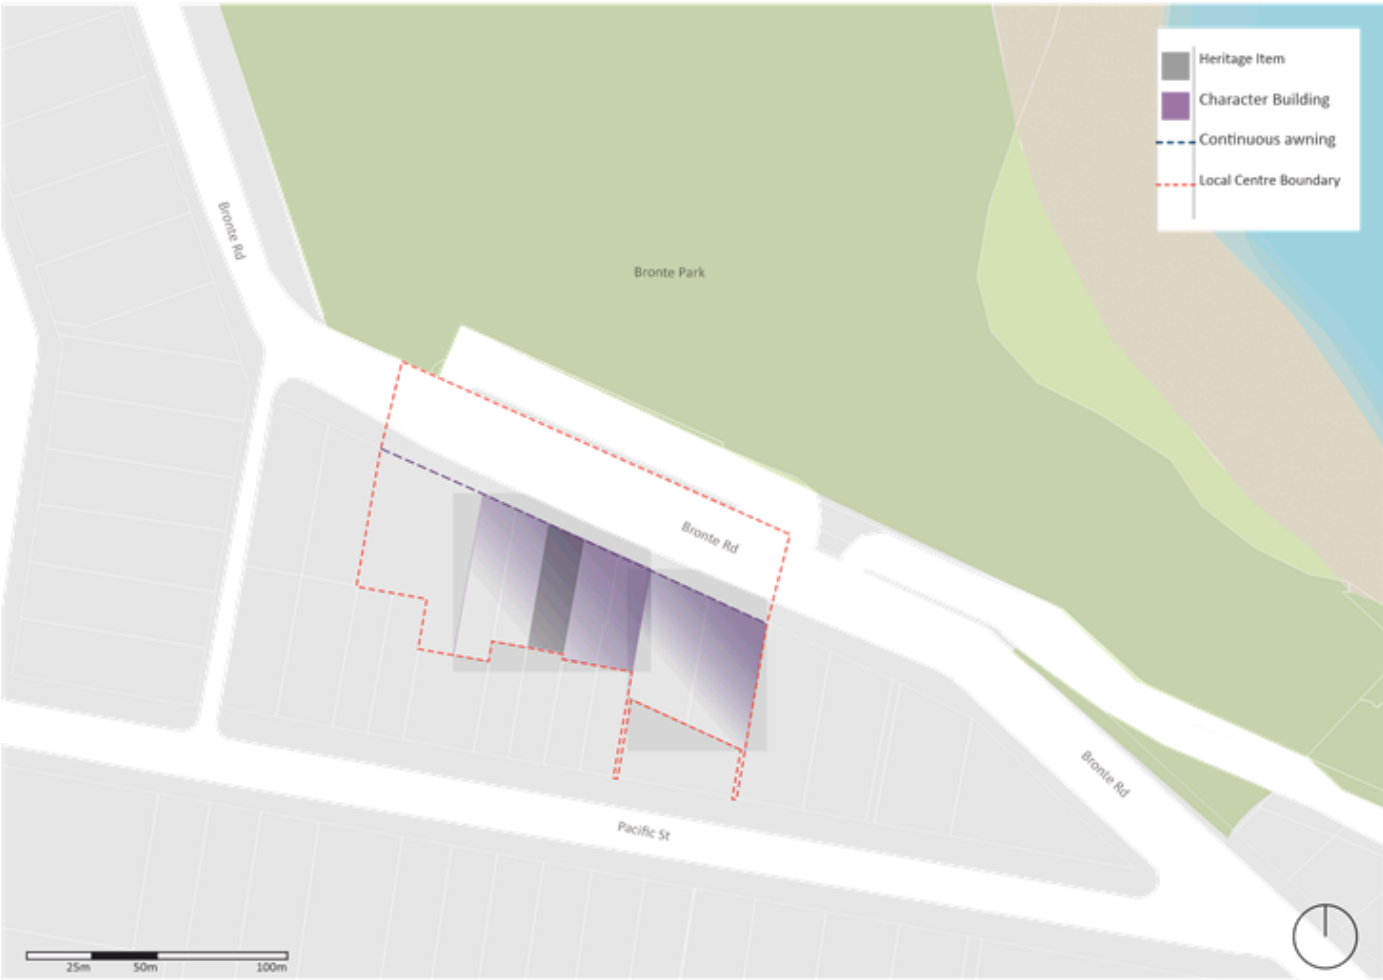 Heritage Item
Character Building
Continuous awning
Local Centre Boundary
Bronte Rd
Bronte Park
Bronte Rd
Bronte Rd
Pacific St
25m 50m 100m